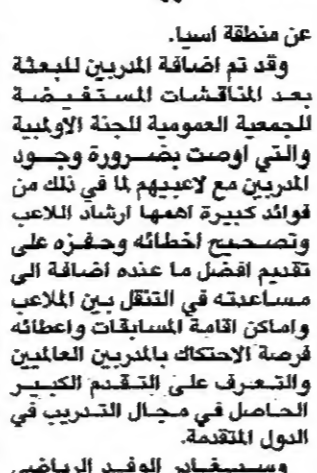 عن منطقة اسيا.
وقد تم اضافة المدربين للبعثة
بعد المناقشات المستفيضة
للجمعية العمومية للجنة الاولمبية
والتي اوصت بضرورة وجود
المدربين مع لاعبيهم لما في ذلك من
فوائد كبيرة اهمها ارشاد اللاعب
وتصحيح اخطائه وحفزه على
تقديم افضل ما عنده اضافة الى
مساعدته في التنقل بين الملاعب
واماكن اقامة المسابقات واعطائه
فرصة الاحتكاك بالمدربين العالميين
والتعرف على التقدم الكبير
الحاصل في مجال التدريب في
الدول المتقدمة.
وسيغادر الوفد الرياضي